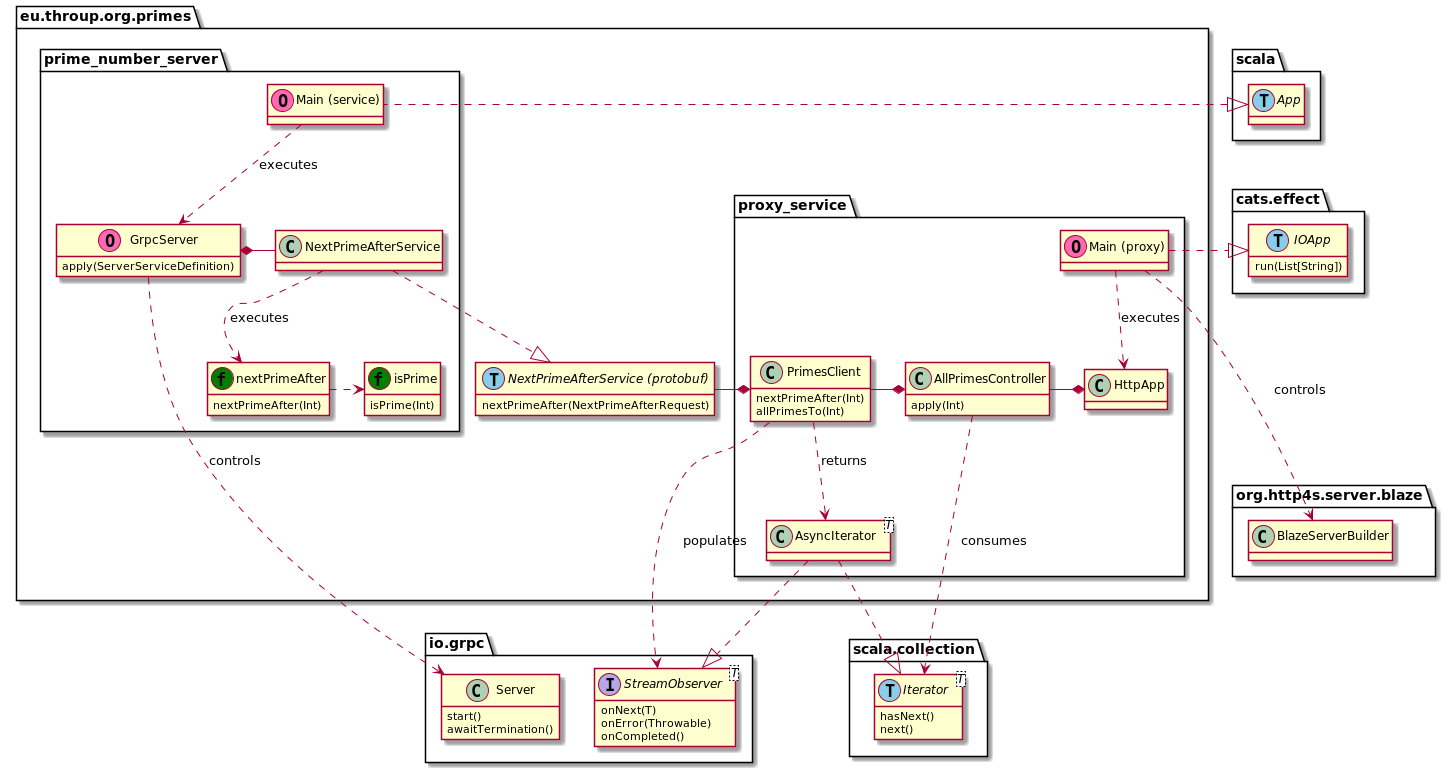 eu.throup.org.primes
prime_number_server
scala
O Main (service)
T App
executes
proxy_service
cats.effect
O GrpcServer
apply(ServerServiceDefinition)
C NextPrimeAfterService
O Main (proxy)
T IOApp
run(List[String])
executes
executes
f nextPrimeAfter
nextPrimeAfter(Int)
f isPrime
isPrime(Int)
T NextPrimeAfterService (protobuf)
nextPrimeAfter(NextPrimeAfterRequest)
C PrimesClient
nextPrimeAfter(Int)
allPrimesTo(Int)
C AllPrimesController
apply(Int)
C HttpApp
controls
controls
returns
org.http4s.server.blaze
populates
C AsyncIterator
T
consumes
C BlazeServerBuilder
io.grpc
scala.collection
C Server
start()
awaitTermination()
I StreamObserver
T
onNext(T)
onError(Throwable)
onCompleted()
T Iterator
T
hasNext()
next()